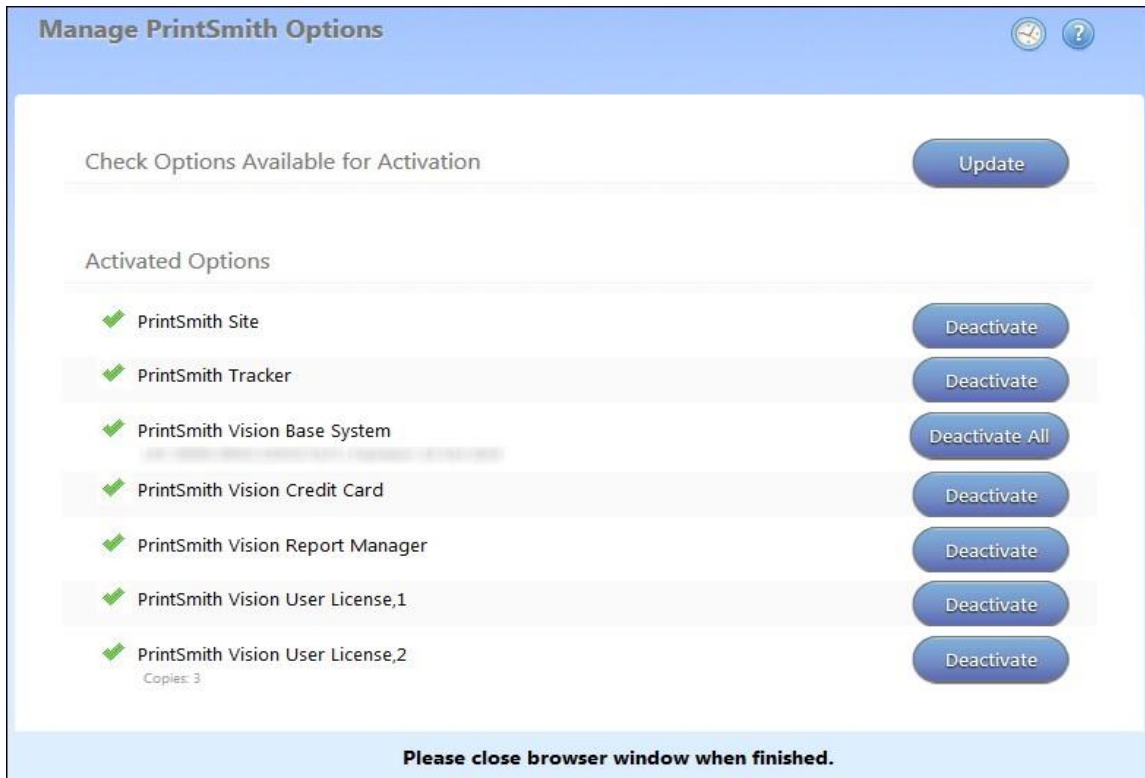 Manage PrintSmith Options
?
Check Options Available for Activation
Update
Activated Options
PrintSmith Site
Deactivate
PrintSmith Tracker
Deactivate
PrintSmith Vision Base System
Deactivate All
PrintSmith Vision Credit Card
Deactivate
PrintSmith Vision Report Manager
Deactivate
PrintSmith Vision User License,1
Deactivate
PrintSmith Vision User License,2
Deactivate
Copies: 3
Please close browser window when finished.